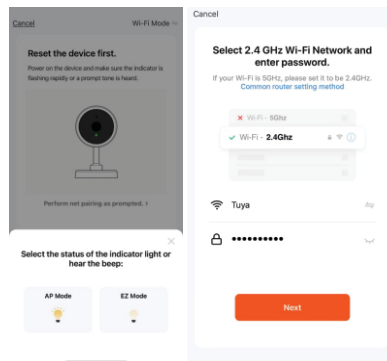 Cancel
Wi-Fi Mode
Reset the device first.
Power on the device and make sure the indicator is
flashing rapidly or a prompt tone is heard.
Perform net pairing as prompted. >
Select the status of the indicator light or
hear the beep:
AP Mode
EZ Mode
Cancel
Select 2.4 GHz Wi-Fi Network and
enter password.
If your Wi-Fi is 5GHz, please set it to be 2.4GHz.
Common router setting method
Wi-Fi - 5Ghz
Wi-Fi - 2.4Ghz
Tuya
Next